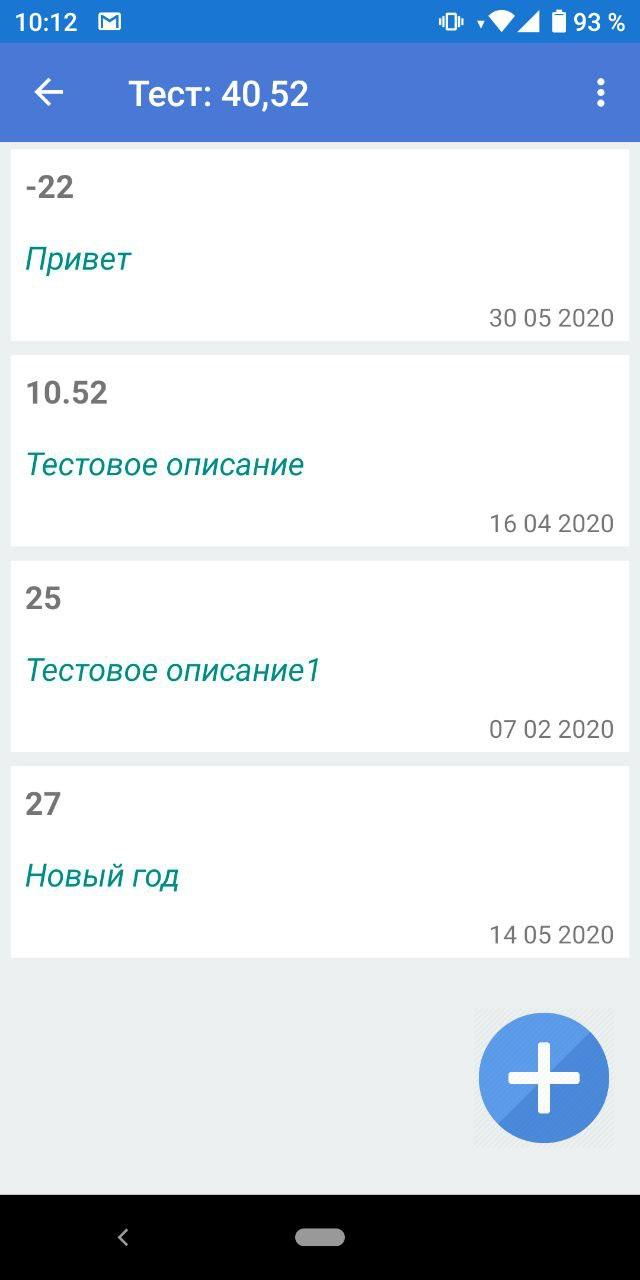 10:12 93 %
Тест: 40,52
-22
Привет
30 05 2020
10.52
Тестовое описание
16 04 2020
25
Тестовое описание1
07 02 2020
27
Новый год
14 05 2020